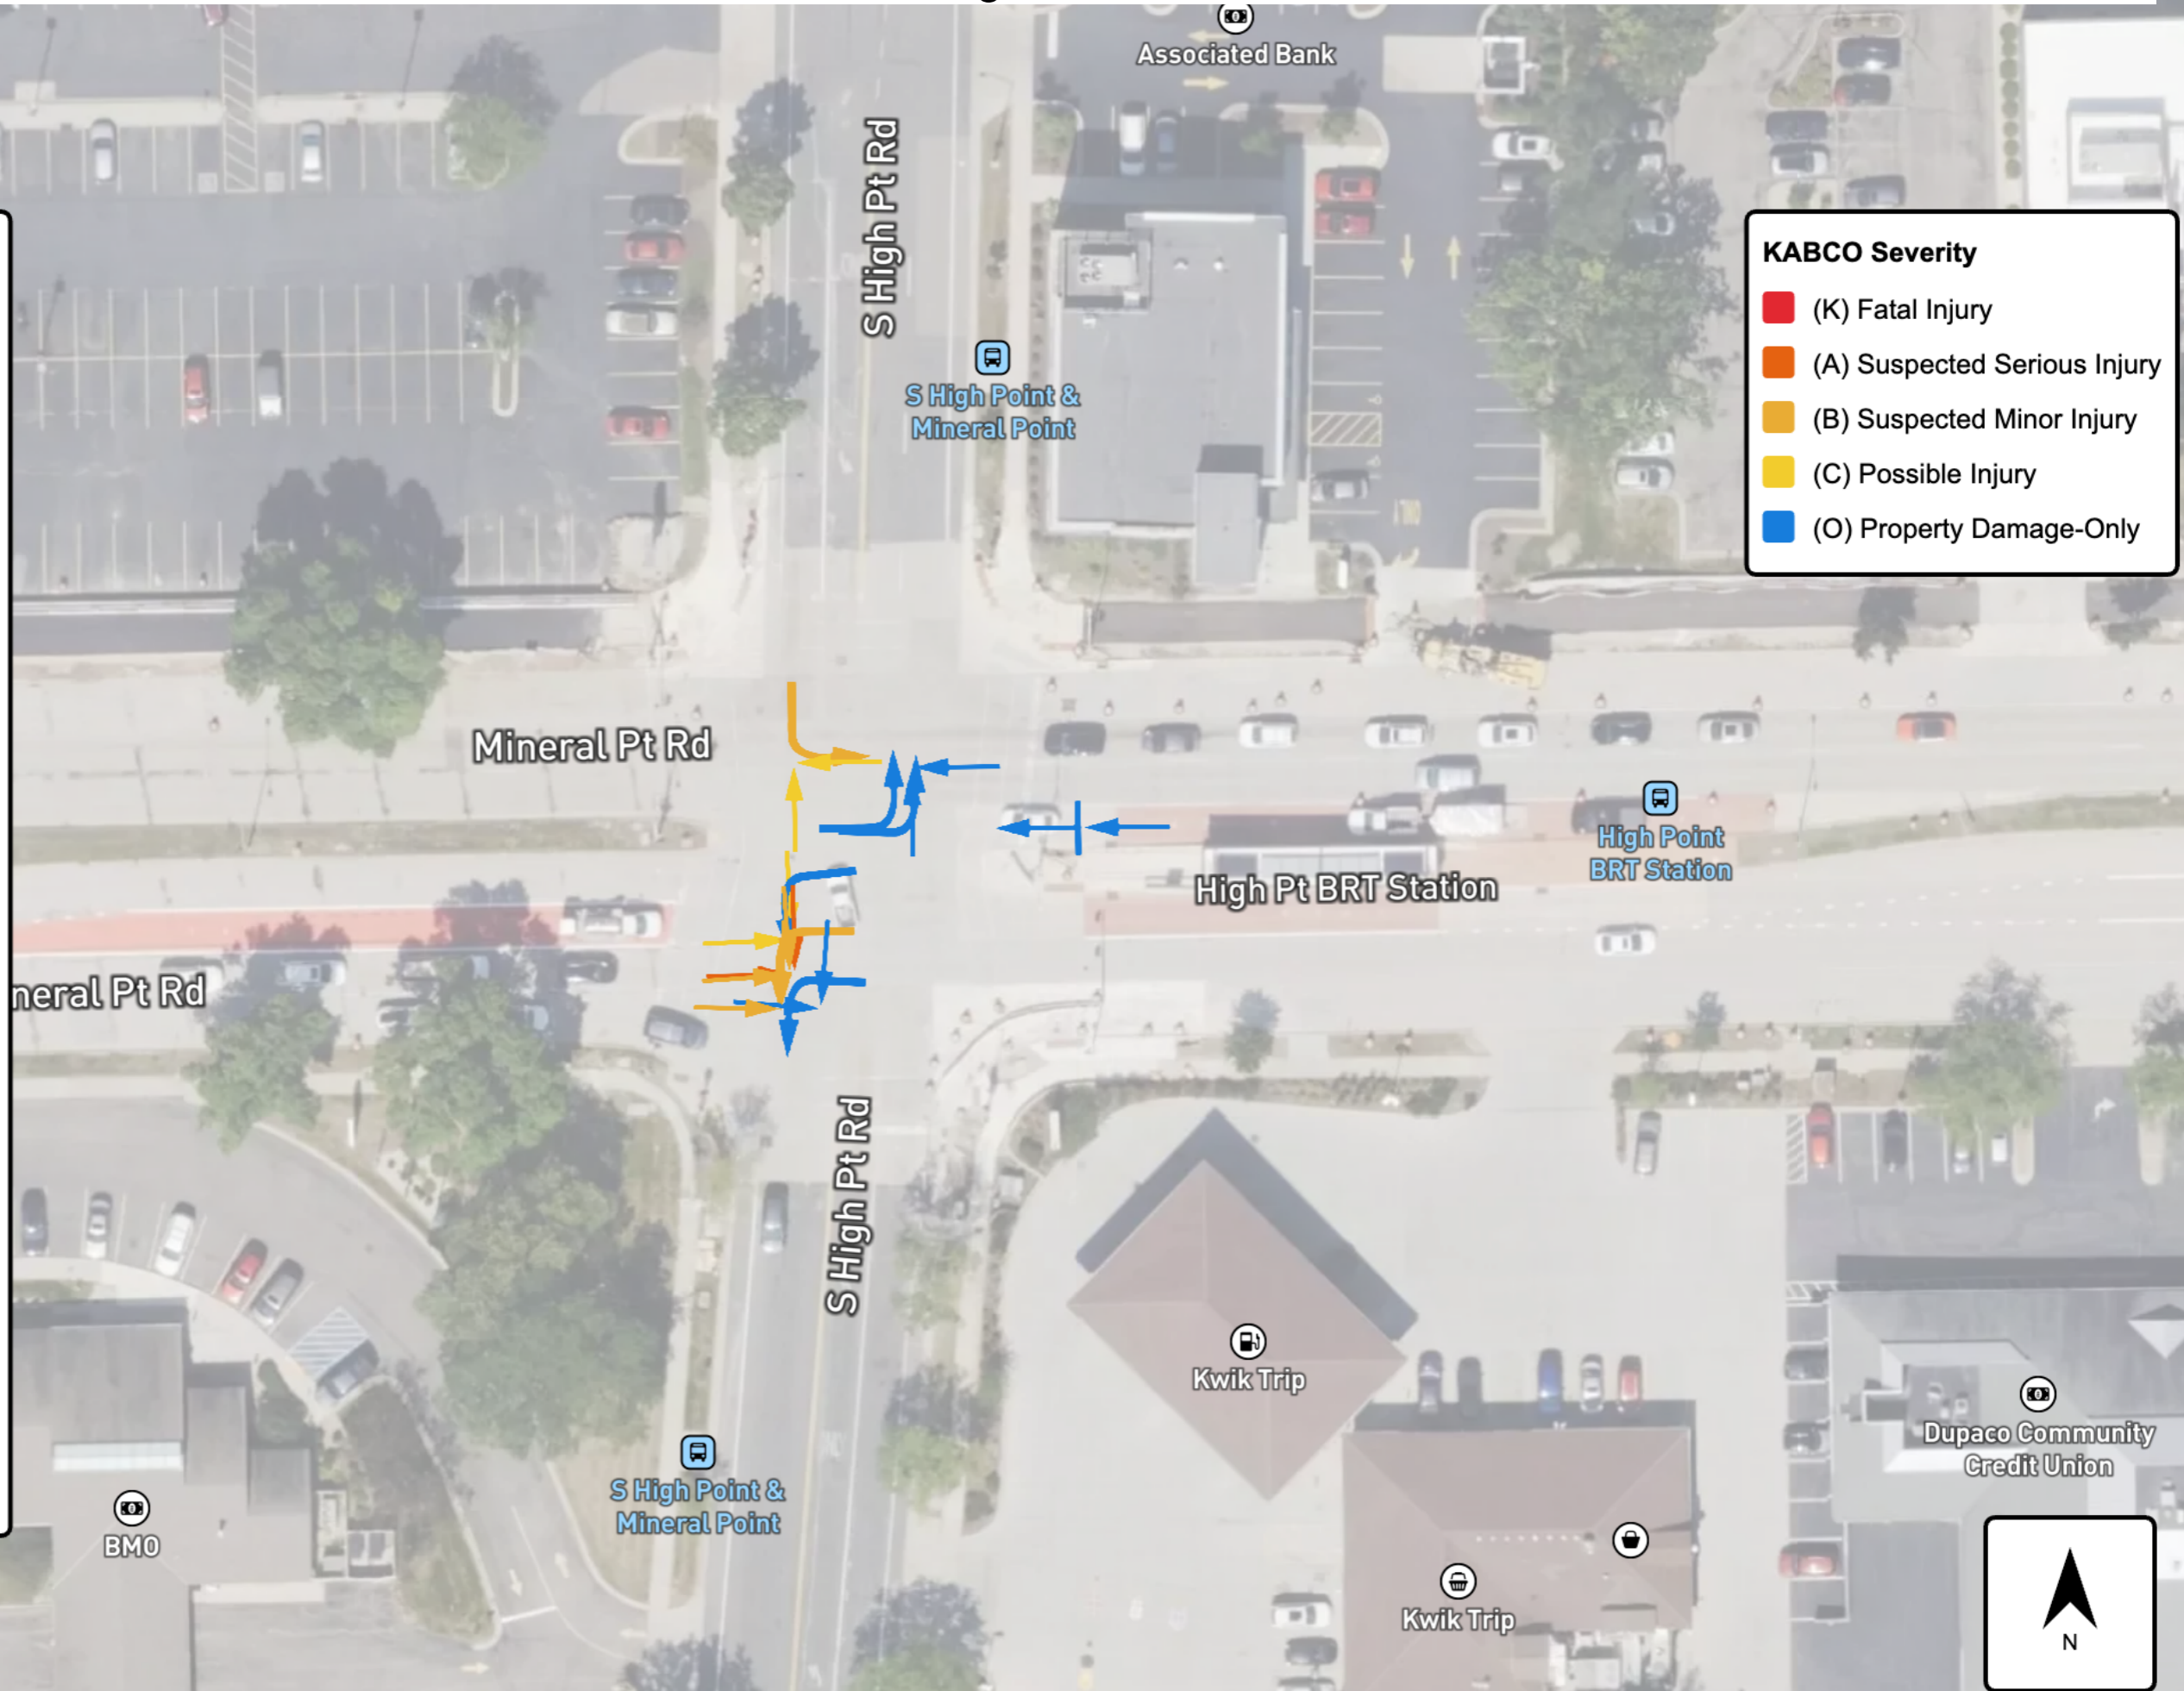 Associated Bank
S High Pt Rd
KABCO Severity
(K) Fatal Injury
(A) Suspected Serious Injury
(B) Suspected Minor Injury
(C) Possible Injury
(O) Property Damage-Only
S High Point &
Mineral Point
Mineral Pt Rd
High Point
BRT Station
High Pt BRT Station
neral Pt Rd
S High Pt Rd
Kwik Trip
Dupaco Community
Credit Union
S High Point &
Mineral Point
BMO
Kwik Trip
N